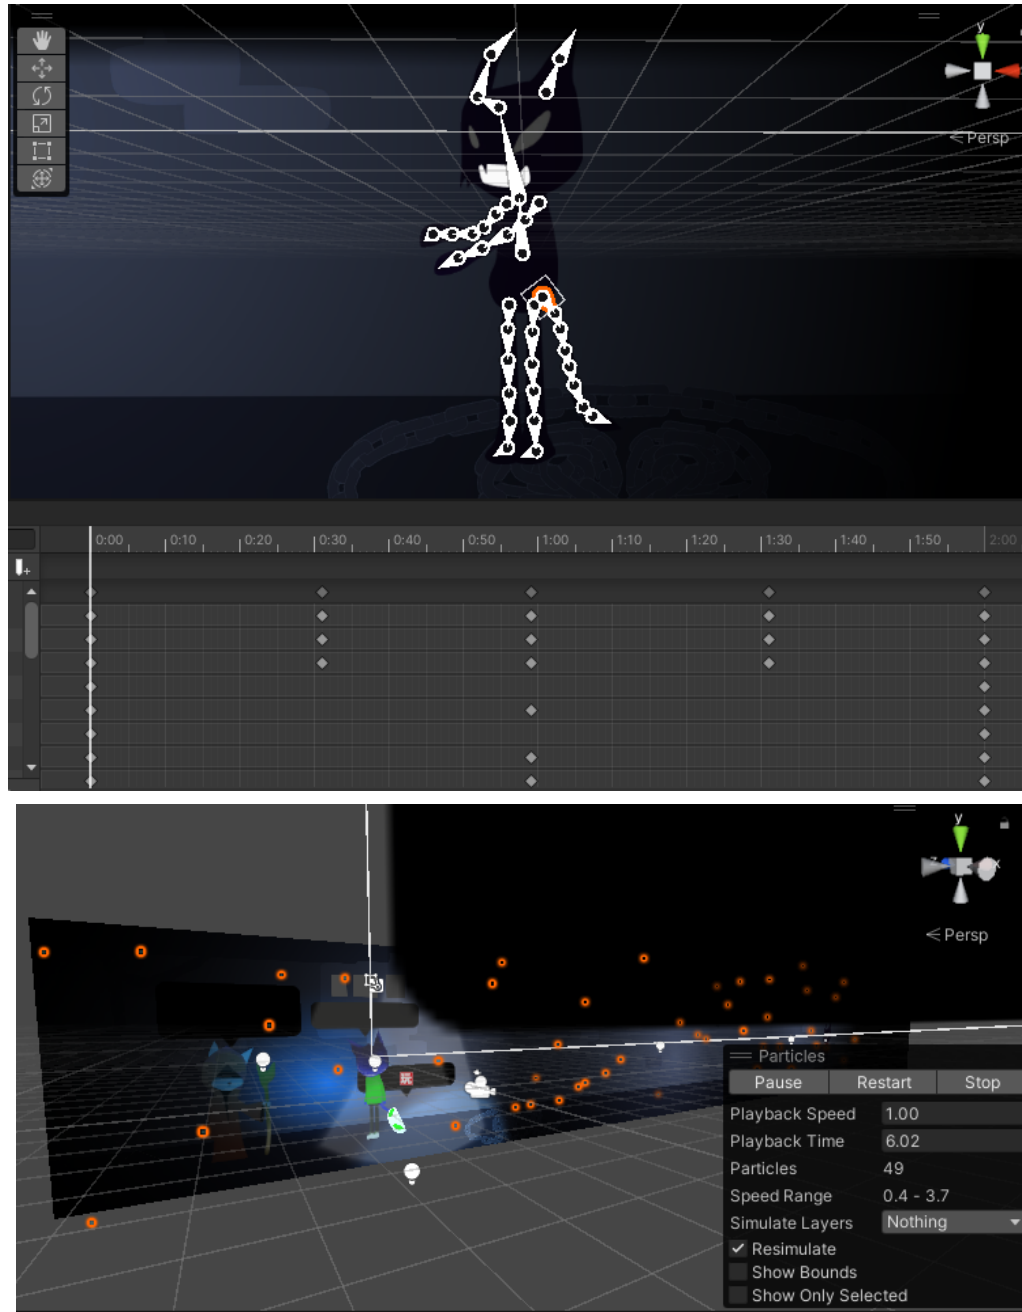 y
Persp
0:00 0:10 0:20 0:30 0:40 0:50 1:00 1:10 1:20 1:30 1:40 1:50 2:00
y
z x
Persp
玩
Particles
Pause Restart Stop
Playback Speed 1.00
Playback Time 6.02
Particles 49
Speed Range 0.4 - 3.7
Simulate Layers Nothing
Resimulate
Show Bounds
Show Only Selected